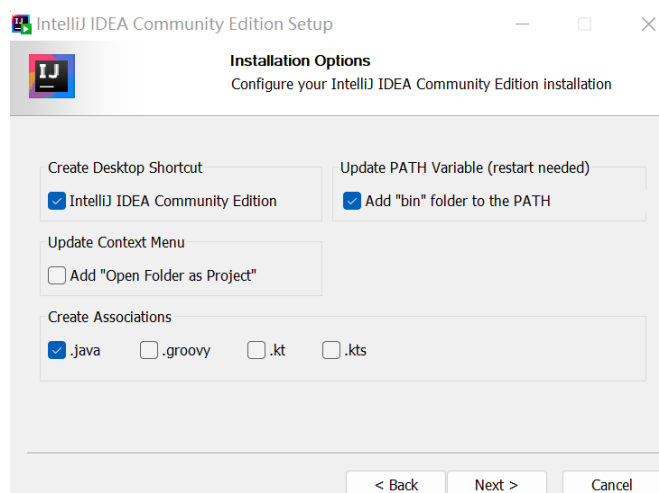 IntelliJ IDEA Community Edition Setup
IJ
Installation Options
Configure your IntelliJ IDEA Community Edition installation
Create Desktop Shortcut
IntelliJ IDEA Community Edition
Update PATH Variable (restart needed)
Add "bin" folder to the PATH
Update Context Menu
Add "Open Folder as Project"
Create Associations
.java .groovy .kt .kts
< Back Next > Cancel